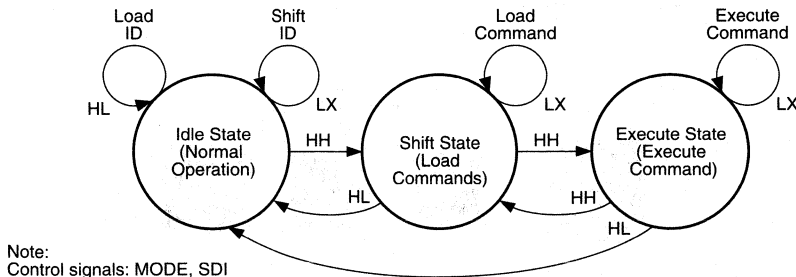 Load
ID
Shift
ID
Load
Command
Execute
Command
HL
LX
LX
LX
Idle State
(Normal
Operation)
HH
Shift State
(Load
Commands)
HH
Execute State
(Execute
Command)
HL
HH
HL
Note:
Control signals: MODE, SDI